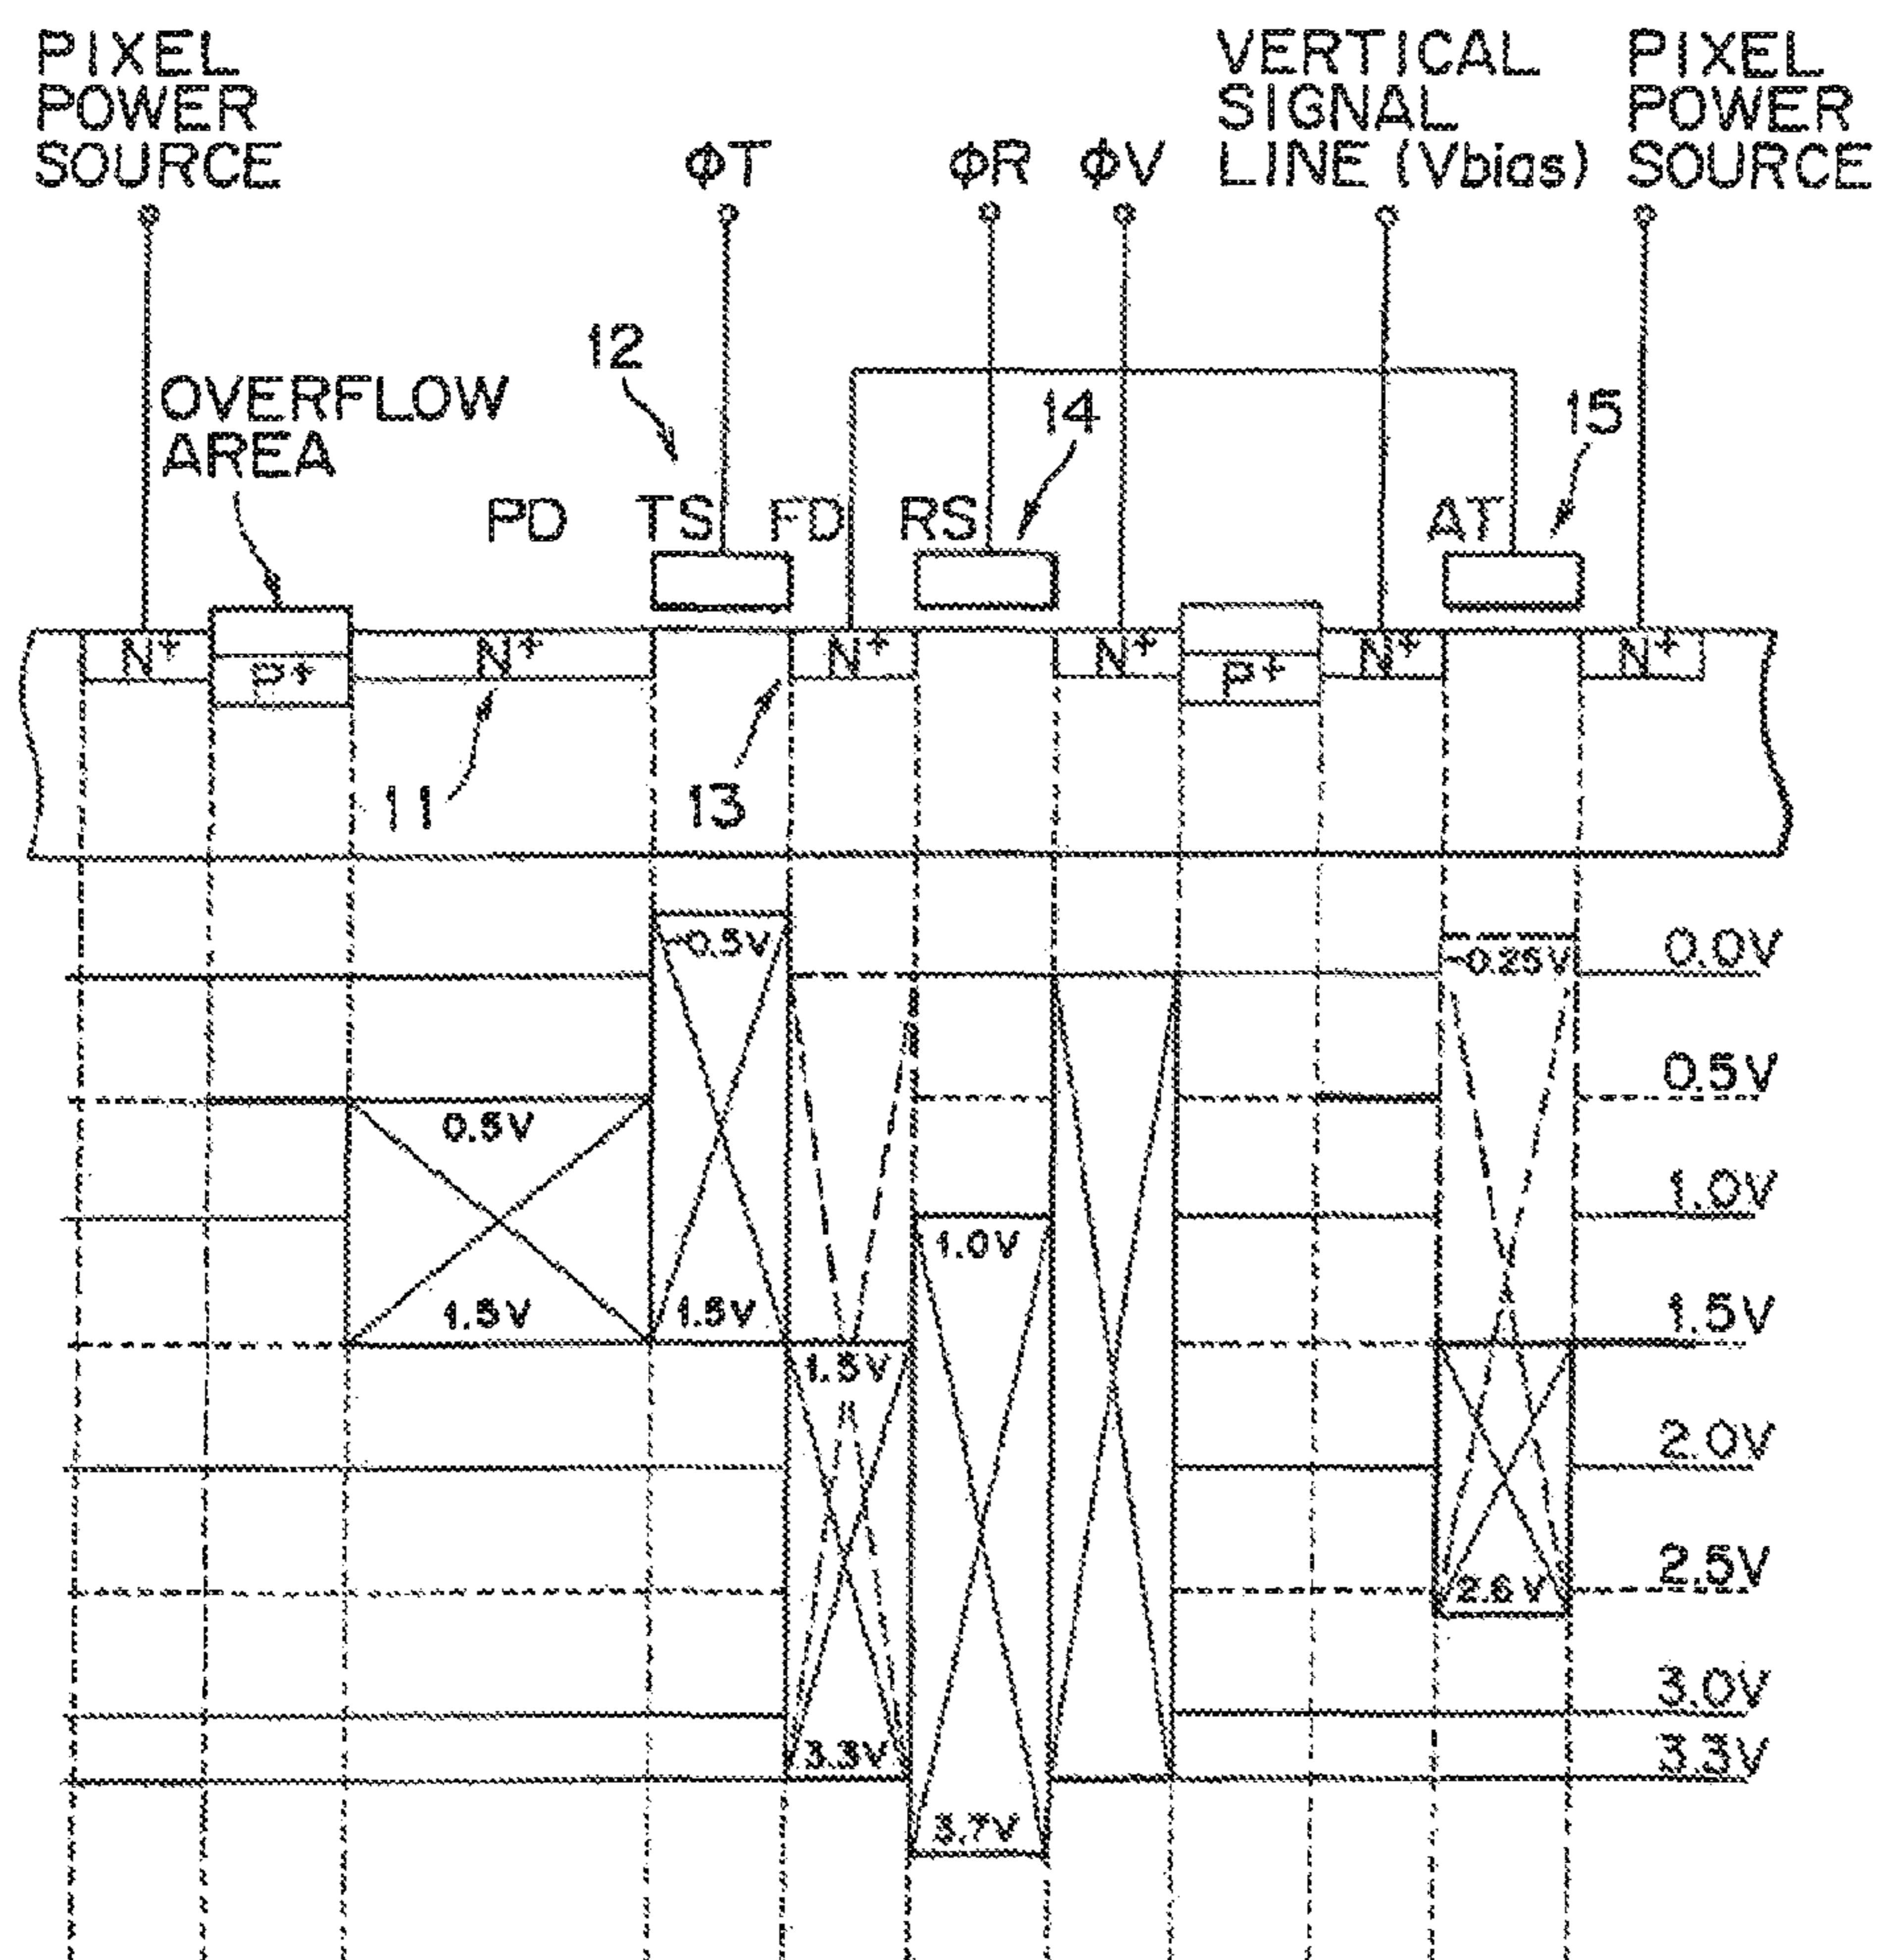 PIXEL
POWER
SOURCE
ΦT
ΦR
ΦV
VERTICAL
SIGNAL
LINE (Vbias)
PIXEL
POWER
SOURCE
12
OVERFLOW
AREA
14
15
PD
TS
FD
RS
AT
N+
P+
N+
N+
N+
P+
N+
N+
11
13
-0.5V
-0.25V
0.0V
0.5V
0.5V
1.0V
1.0V
1.5V
1.5V
1.5V
1.5V
2.0V
2.5V
2.6V
3.0V
3.3V
3.3V
3.7V